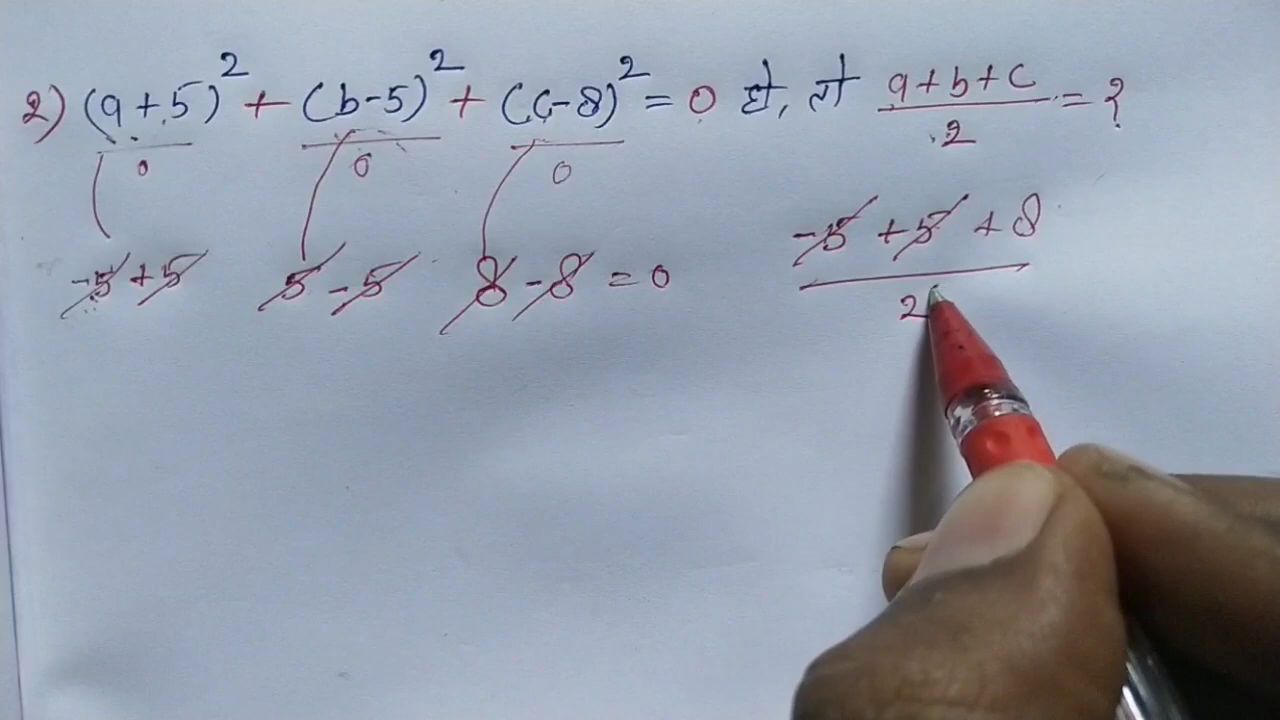 2) (a+5)² + (b-5)² + (c-8)² = 0 हो, तो (a+b+c)/2 = ?
0 0 0
-5+5 5-5 8-8 = 0 (-5+5+8)/2